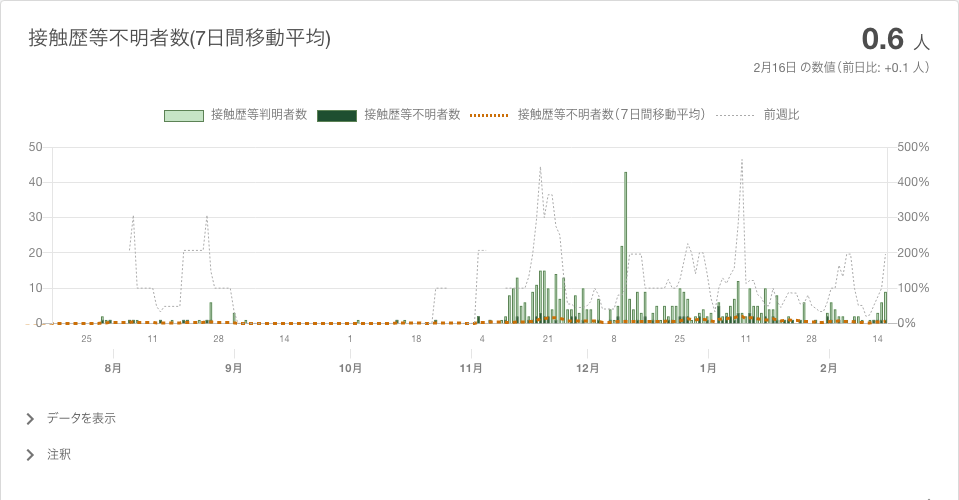 接触歴等不明者数(7日間移動平均)
0.6 人
2月16日 の数値（前日比: +0.1 人）
接触歴等判明者数 接触歴等不明者数 接触歴等不明者数（7日間移動平均） 前週比
50 500%
40 400%
30 300%
20 200%
10 100%
0 0%
25 11 28 14 1 18 4 21 8 25 11 28 14
8月 9月 10月 11月 12月 1月 2月
データを表示
注釈